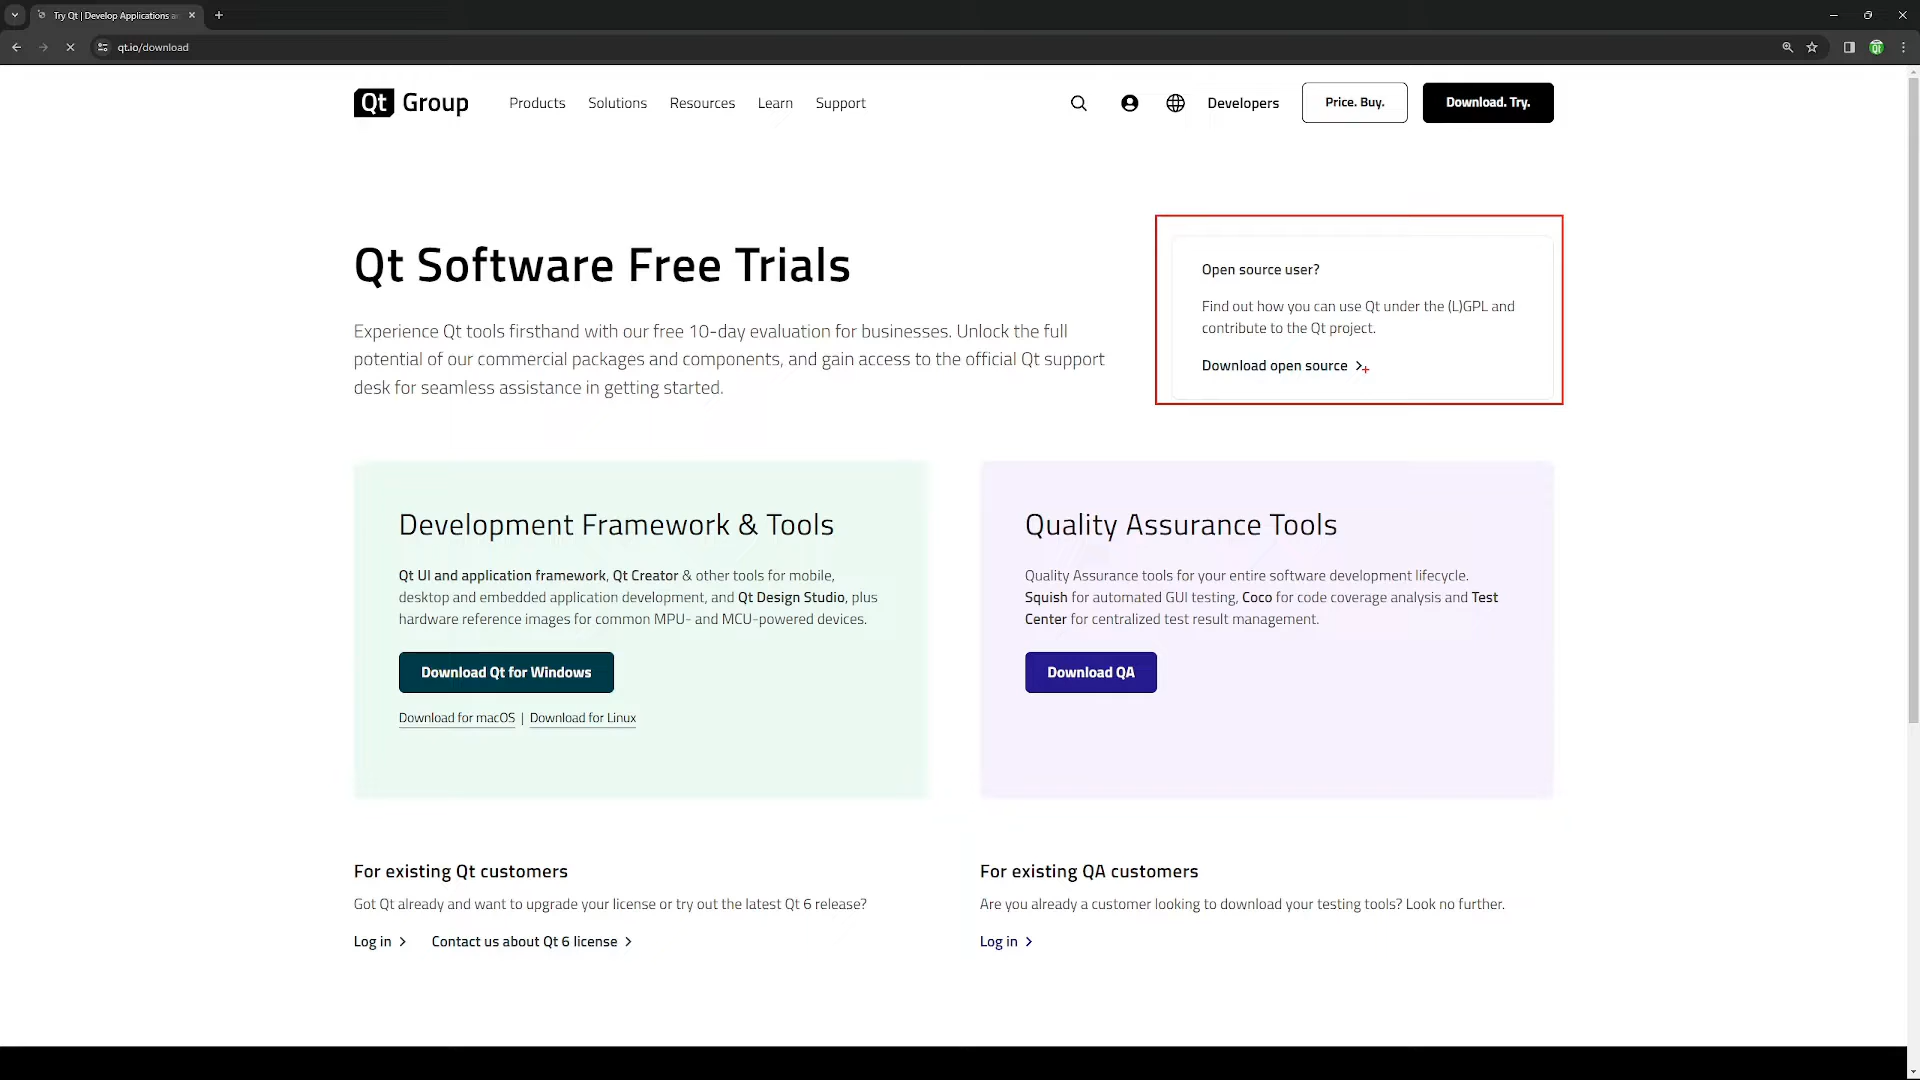 Try Qt | Develop Applications an
qt.io/download
Qt Group
Products
Solutions
Resources
Learn
Support
Developers
Price. Buy.
Download. Try.
Qt Software Free Trials
Experience Qt tools firsthand with our free 10-day evaluation for businesses. Unlock the full
potential of our commercial packages and components, and gain access to the official Qt support
desk for seamless assistance in getting started.
Open source user?
Find out how you can use Qt under the (L)GPL and
contribute to the Qt project.
Download open source
Development Framework & Tools
Qt UI and application framework, Qt Creator & other tools for mobile,
desktop and embedded application development, and Qt Design Studio, plus
hardware reference images for common MPU- and MCU-powered devices.
Download Qt for Windows
Download for macOS | Download for Linux
Quality Assurance Tools
Quality Assurance tools for your entire software development lifecycle.
Squish for automated GUI testing, Coco for code coverage analysis and Test
Center for centralized test result management.
Download QA
For existing Qt customers
Got Qt already and want to upgrade your license or try out the latest Qt 6 release?
Log in
Contact us about Qt 6 license
For existing QA customers
Are you already a customer looking to download your testing tools? Look no further.
Log in